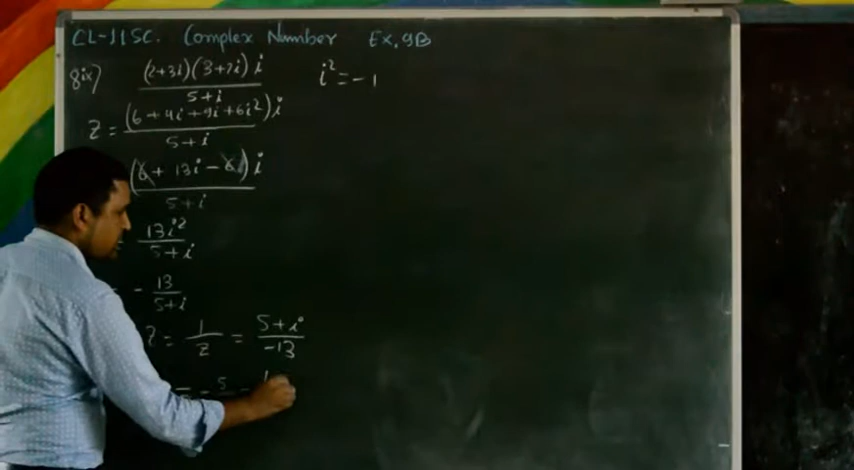 CL-11SC. Complex Number Ex. 9B
8ix) (2+3i)(3+2i)i / 5+i i² = -1
z = (6+4i+9i+6i²)i / 5+i
(6+13i-6)i / 5+i
13i² / 5+i
- 13 / 5+i
z = 1/z = 5+i / -13
= -5 -